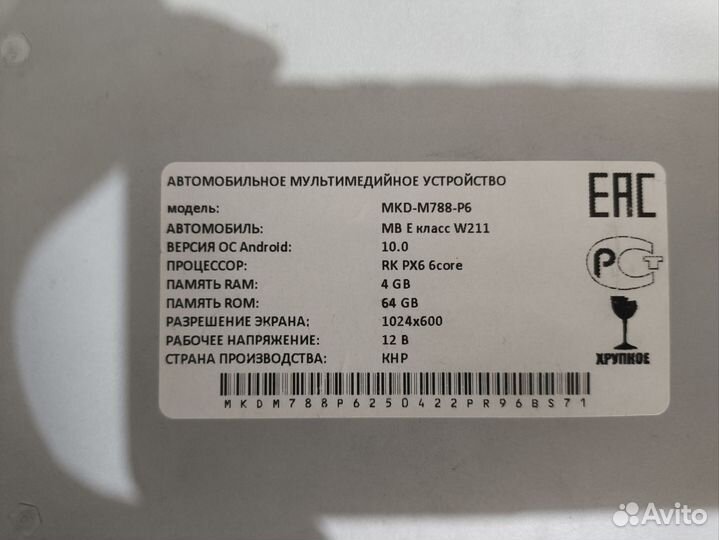 АВТОМОБИЛЬНОЕ МУЛЬТИМЕДИЙНОЕ УСТРОЙСТВО
модель: MKD-M788-P6
АВТОМОБИЛЬ: MB E класс W211
ВЕРСИЯ ОС Android: 10.0
ПРОЦЕССОР: RK PX6 6core
ПАМЯТЬ RAM: 4 GB
ПАМЯТЬ ROM: 64 GB
РАЗРЕШЕНИЕ ЭКРАНА: 1024x600
РАБОЧЕЕ НАПРЯЖЕНИЕ: 12 В
СТРАНА ПРОИЗВОДСТВА: КНР
MKDM788P6250422PR96BS71
EAC
РСТ
ХРУПКОЕ
Avito